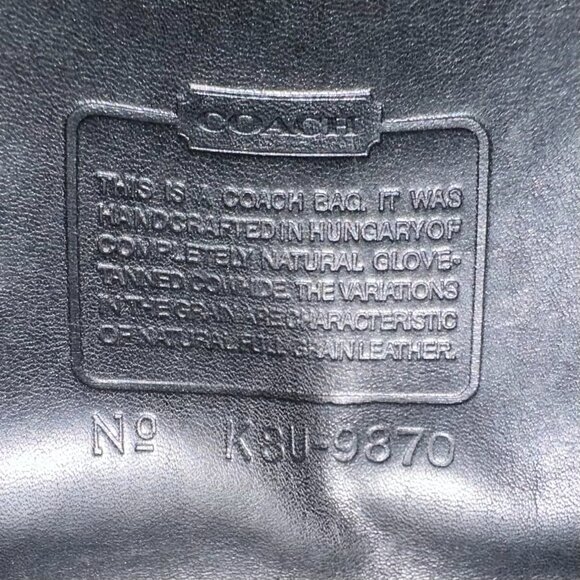 COACH
THIS IS A COACH BAG. IT WAS
HANDCRAFTED IN HUNGARY OF
COMPLETELY NATURAL GLOVE-
TANNED COWHIDE. THE VARIATIONS
IN THE GRAIN ARE CHARACTERISTIC
OF NATURAL FULL GRAIN LEATHER.
Nº K8U-9870